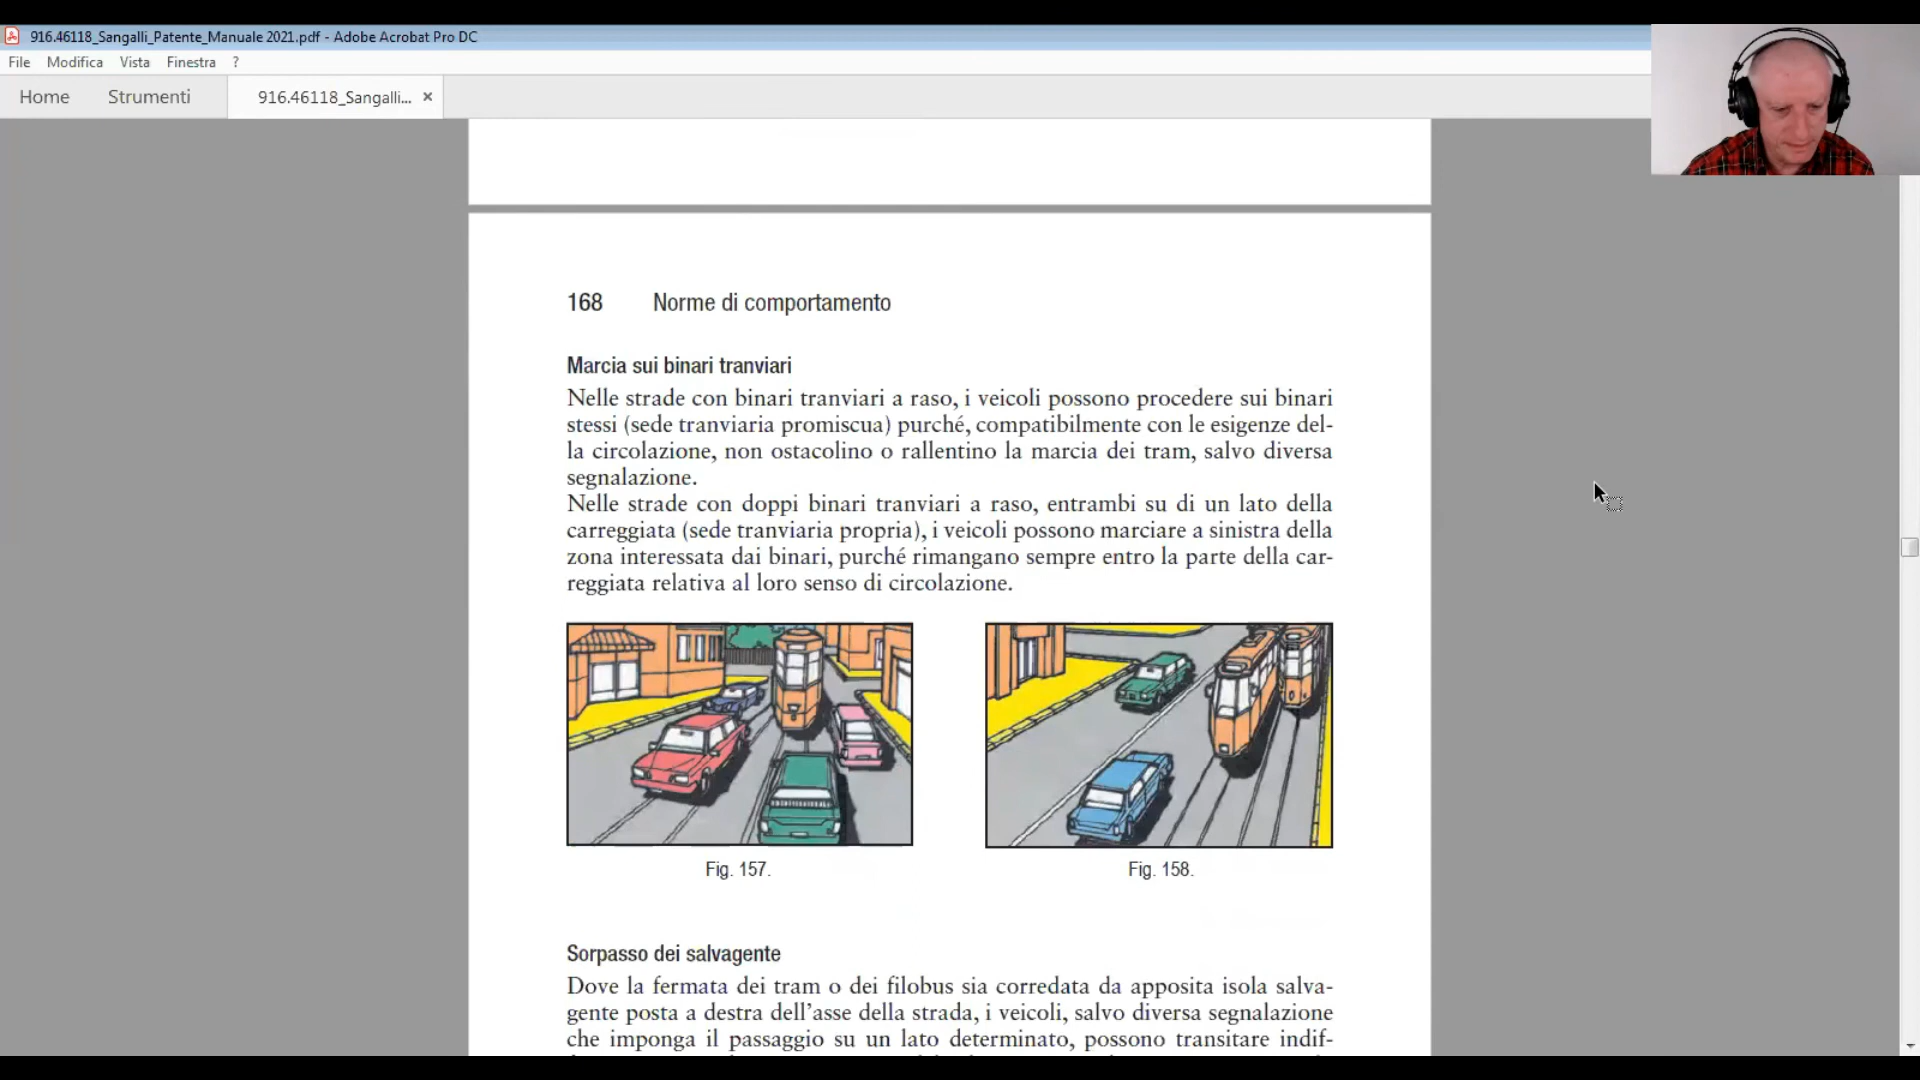 916.46118_Sangalli_Patente_Manuale 2021.pdf - Adobe Acrobat Pro DC
File Modifica Vista Finestra ?
Home Strumenti 916.46118_Sangalli... ×
168 Norme di comportamento
Marcia sui binari tranviari
Nelle strade con binari tranviari a raso, i veicoli possono procedere sui binari
stessi (sede tranviaria promiscua) purché, compatibilmente con le esigenze del-
la circolazione, non ostacolino o rallentino la marcia dei tram, salvo diversa
segnalazione.
Nelle strade con doppi binari tranviari a raso, entrambi su di un lato della
carreggiata (sede tranviaria propria), i veicoli possono marciare a sinistra della
zona interessata dai binari, purché rimangano sempre entro la parte della car-
reggiata relativa al loro senso di circolazione.
Fig. 157.
Fig. 158.
Sorpasso dei salvagente
Dove la fermata dei tram o dei filobus sia corredata da apposita isola salva-
gente posta a destra dell'asse della strada, i veicoli, salvo diversa segnalazione
che imponga il passaggio su un lato determinato, possono transitare indif-